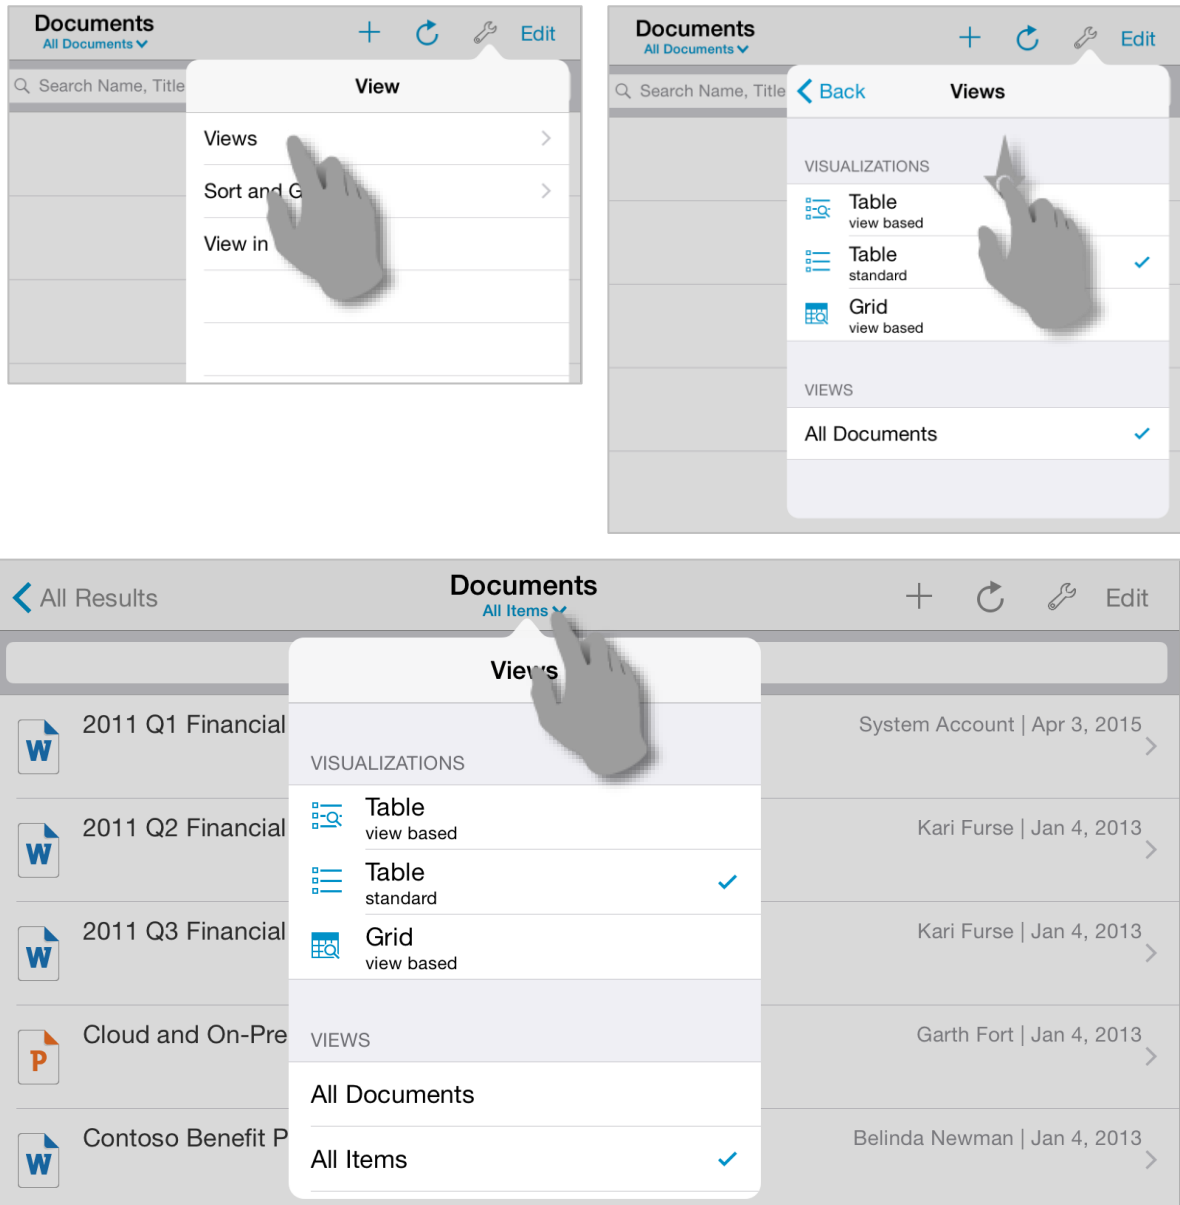 Documents
All Documents
Edit
Search Name, Title
View
Views
Sort and G
View in
Documents
All Documents
Edit
Search Name, Title
Back
Views
VISUALIZATIONS
Table
view based
Table
standard
Grid
view based
VIEWS
All Documents
All Results
Documents
All Items
Edit
Views
2011 Q1 Financial
System Account | Apr 3, 2015
VISUALIZATIONS
Table
view based
2011 Q2 Financial
Kari Furse | Jan 4, 2013
Table
standard
2011 Q3 Financial
Kari Furse | Jan 4, 2013
Grid
view based
Cloud and On-Pre
Garth Fort | Jan 4, 2013
VIEWS
All Documents
Contoso Benefit P
Belinda Newman | Jan 4, 2013
All Items